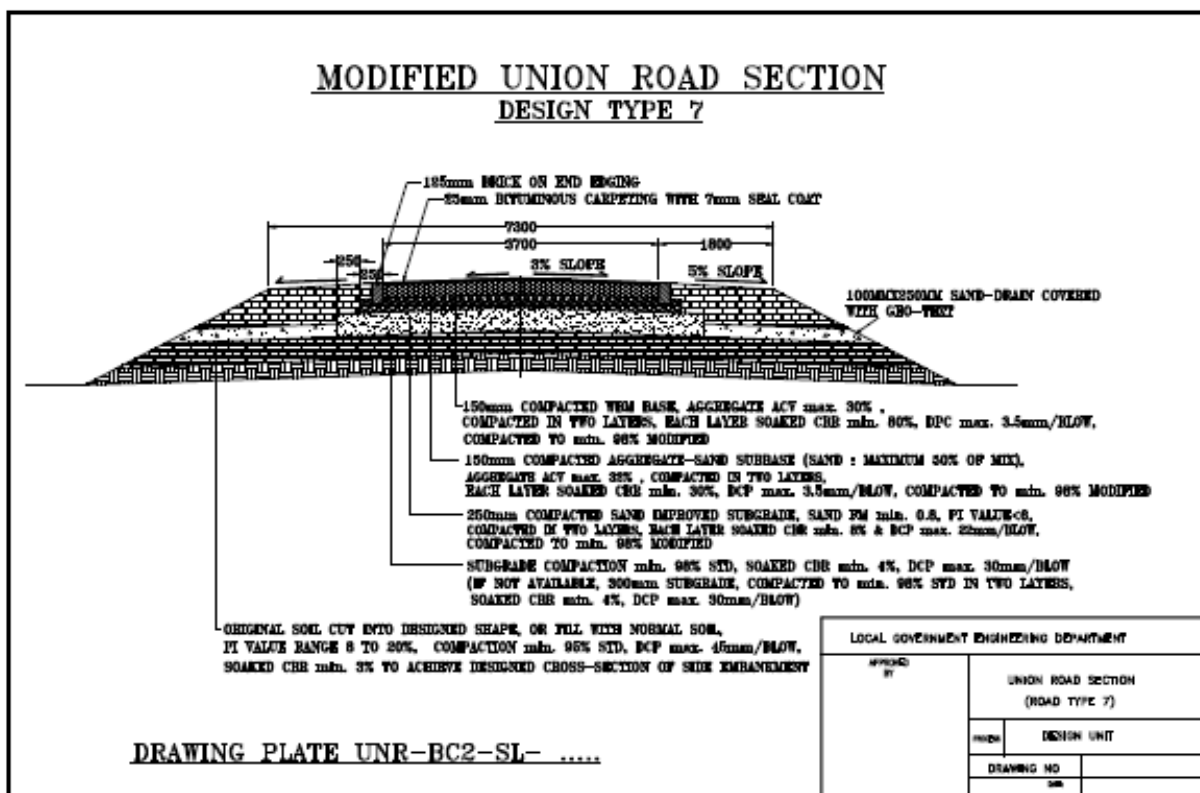 MODIFIED UNION ROAD SECTION
DESIGN TYPE 7
125mm BRICK ON END EDGING
25mm BITUMINOUS CARPETING WITH 7mm SEAL COAT
7300
3700
1800
250
250
3% SLOPE
5% SLOPE
100MMX250MM SAND-DRAIN COVERED
WITH GEO-TEXT
150mm COMPACTED WBM BASE, AGGREGATE ACV max. 30% ,
COMPACTED IN TWO LAYERS, EACH LAYER SOAKED CBR min. 80%, DPC max. 3.5mm/BLOW,
COMPACTED TO min. 98% MODIFIED
150mm COMPACTED AGGREGATE-SAND SUBBASE (SAND : MAXIMUM 50% OF MIX),
AGGREGATE ACV max. 32% , COMPACTED IN TWO LAYERS,
EACH LAYER SOAKED CBR min. 30%, DCP max. 3.5mm/BLOW, COMPACTED TO min. 98% MODIFIED
250mm COMPACTED SAND IMPROVED SUBGRADE, SAND FM min. 0.8, PI VALUE<6,
COMPACTED IN TWO LAYERS, EACH LAYER SOAKED CBR min. 8% & DCP max. 22mm/BLOW,
COMPACTED TO min. 98% MODIFIED
SUBGRADE COMPACTION min. 98% STD, SOAKED CBR min. 4%, DCP max. 30mm/BLOW
(IF NOT AVAILABLE, 300mm SUBGRADE, COMPACTED TO min. 98% STD IN TWO LAYERS,
SOAKED CBR min. 4%, DCP max. 30mm/BLOW)
ORIGINAL SOIL CUT INTO DESIGNED SHAPE, OR FILL WITH NORMAL SOIL,
PI VALUE RANGE 8 TO 20%, COMPACTION min. 95% STD, DCP max. 45mm/BLOW,
SOAKED CBR min. 3% TO ACHIEVE DESIGNED CROSS-SECTION OF SIDE EMBANKMENT
LOCAL GOVERNMENT ENGINEERING DEPARTMENT
APPROVED
BY
UNION ROAD SECTION
(ROAD TYPE 7)
DESIGN UNIT
DRAWING NO
DRAWING PLATE UNR-BC2-SL- .....